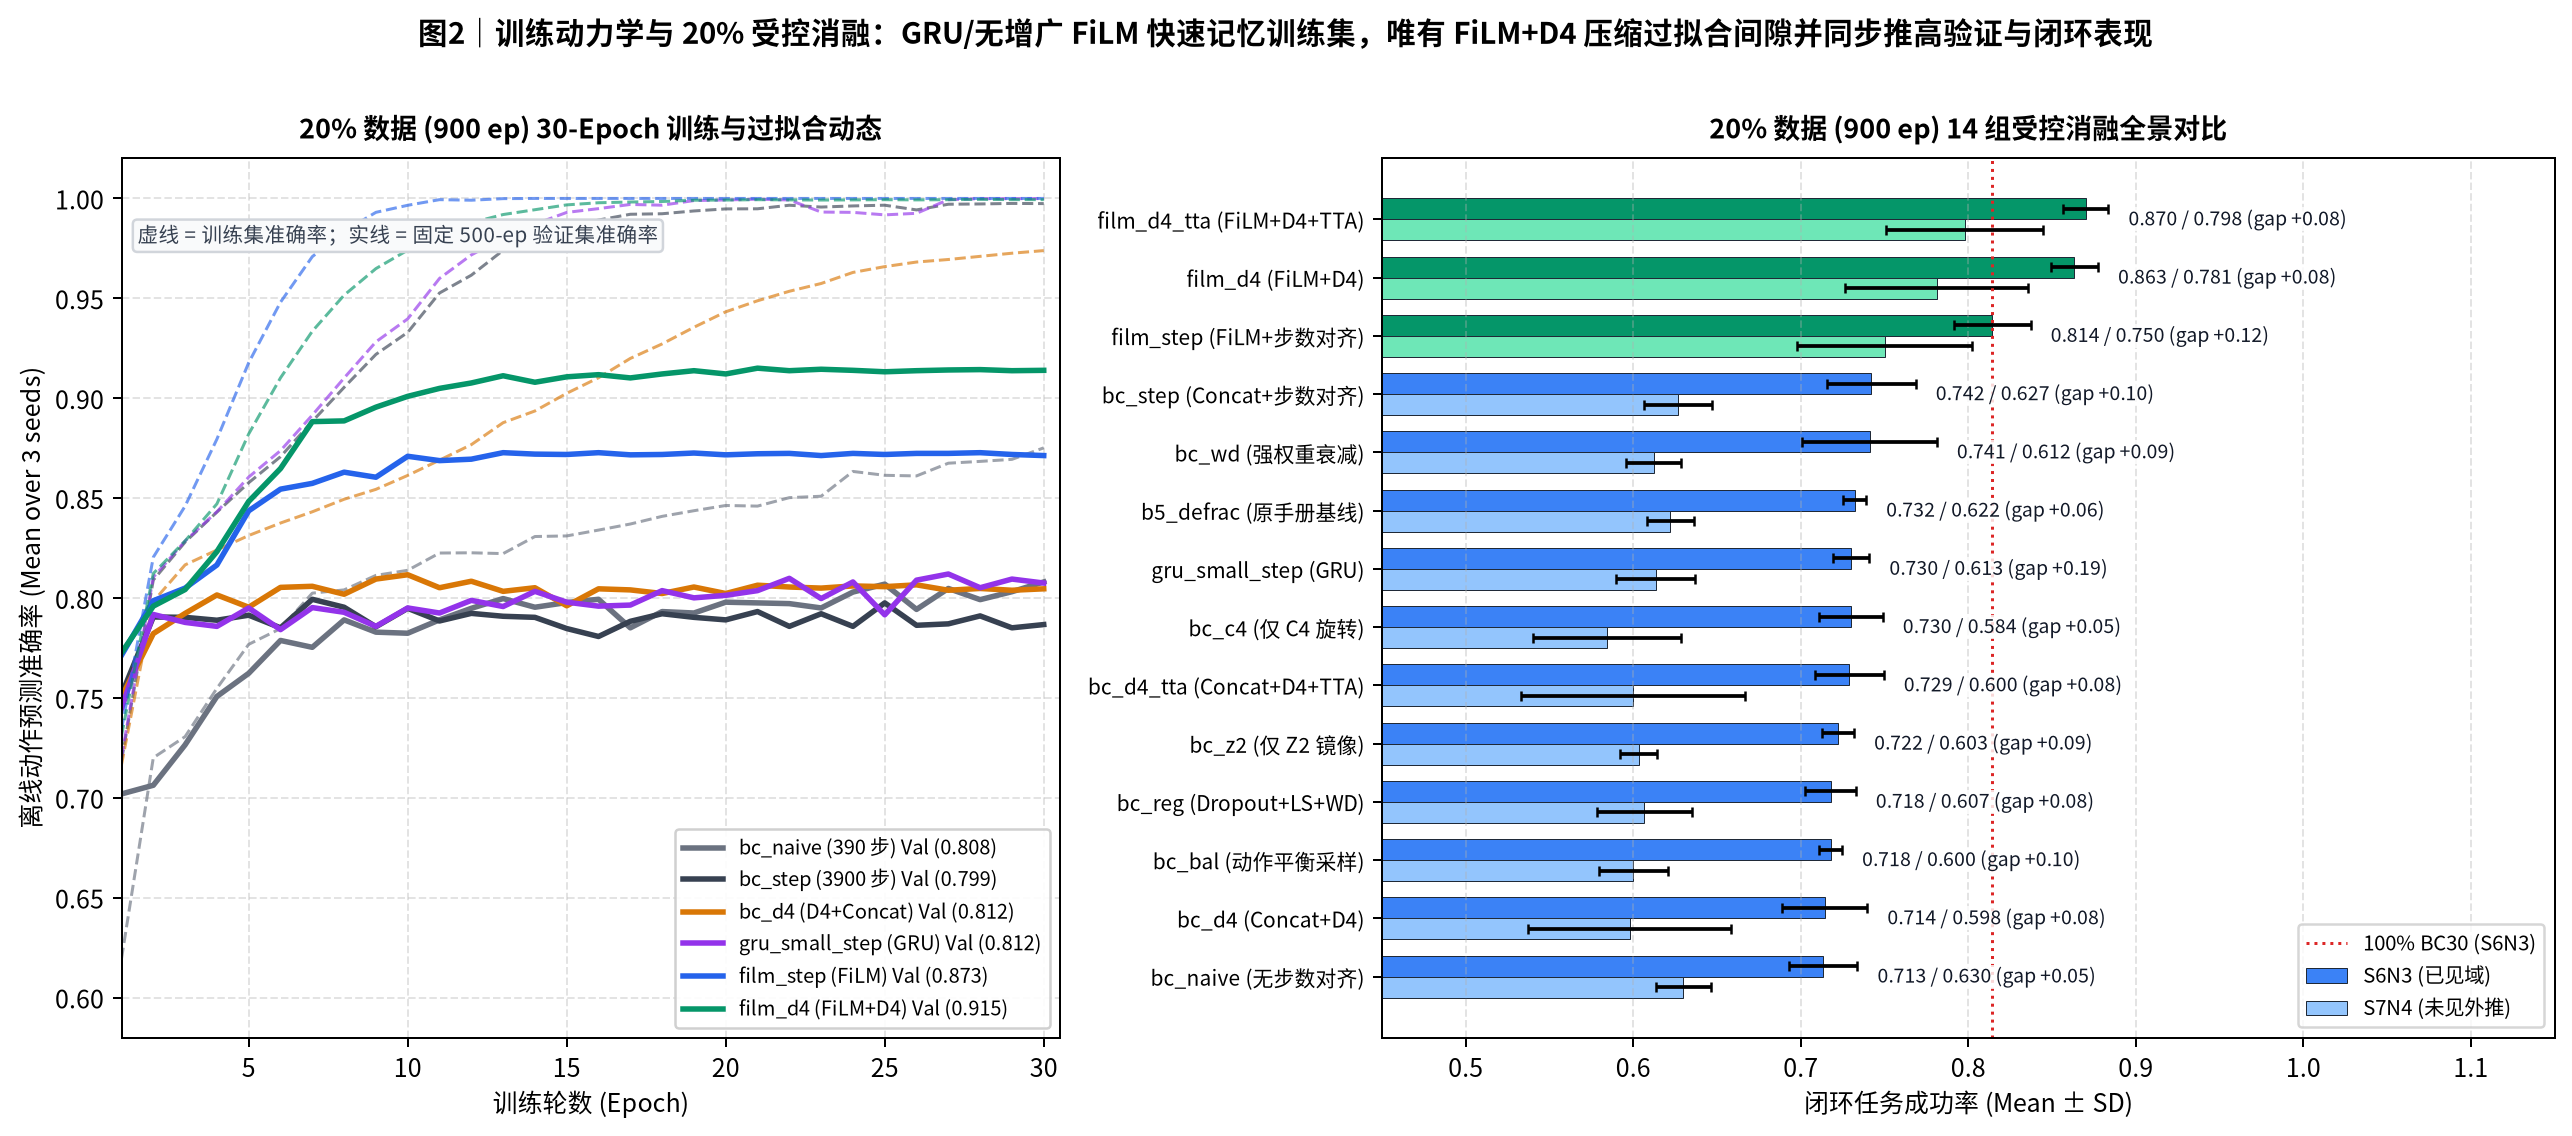 图2｜训练动力学与 20% 受控消融：GRU/无增广 FiLM 快速记忆训练集，唯有 FiLM+D4 压缩过拟合间隙并同步推高验证与闭环表现
20% 数据 (900 ep) 30-Epoch 训练与过拟合动态
离线动作预测准确率 (Mean over 3 seeds)
1.00
0.95
0.90
0.85
0.80
0.75
0.70
0.65
0.60
虚线 = 训练集准确率；实线 = 固定 500-ep 验证集准确率
bc_naive (390 步) Val (0.808)
bc_step (3900 步) Val (0.799)
bc_d4 (D4+Concat) Val (0.812)
gru_small_step (GRU) Val (0.812)
film_step (FiLM) Val (0.873)
film_d4 (FiLM+D4) Val (0.915)
5 10 15 20 25 30
训练轮数 (Epoch)
20% 数据 (900 ep) 14 组受控消融全景对比
film_d4_tta (FiLM+D4+TTA) 0.870 / 0.798 (gap +0.08)
film_d4 (FiLM+D4) 0.863 / 0.781 (gap +0.08)
film_step (FiLM+步数对齐) 0.814 / 0.750 (gap +0.12)
bc_step (Concat+步数对齐) 0.742 / 0.627 (gap +0.10)
bc_wd (强权重衰减) 0.741 / 0.612 (gap +0.09)
b5_defrac (原手册基线) 0.732 / 0.622 (gap +0.06)
gru_small_step (GRU) 0.730 / 0.613 (gap +0.19)
bc_c4 (仅 C4 旋转) 0.730 / 0.584 (gap +0.05)
bc_d4_tta (Concat+D4+TTA) 0.729 / 0.600 (gap +0.08)
bc_z2 (仅 Z2 镜像) 0.722 / 0.603 (gap +0.09)
bc_reg (Dropout+LS+WD) 0.718 / 0.607 (gap +0.08)
bc_bal (动作平衡采样) 0.718 / 0.600 (gap +0.10)
bc_d4 (Concat+D4) 0.714 / 0.598 (gap +0.08)
bc_naive (无步数对齐) 0.713 / 0.630 (gap +0.05)
100% BC30 (S6N3)
S6N3 (已见域)
S7N4 (未见外推)
0.5 0.6 0.7 0.8 0.9 1.0 1.1
闭环任务成功率 (Mean ± SD)